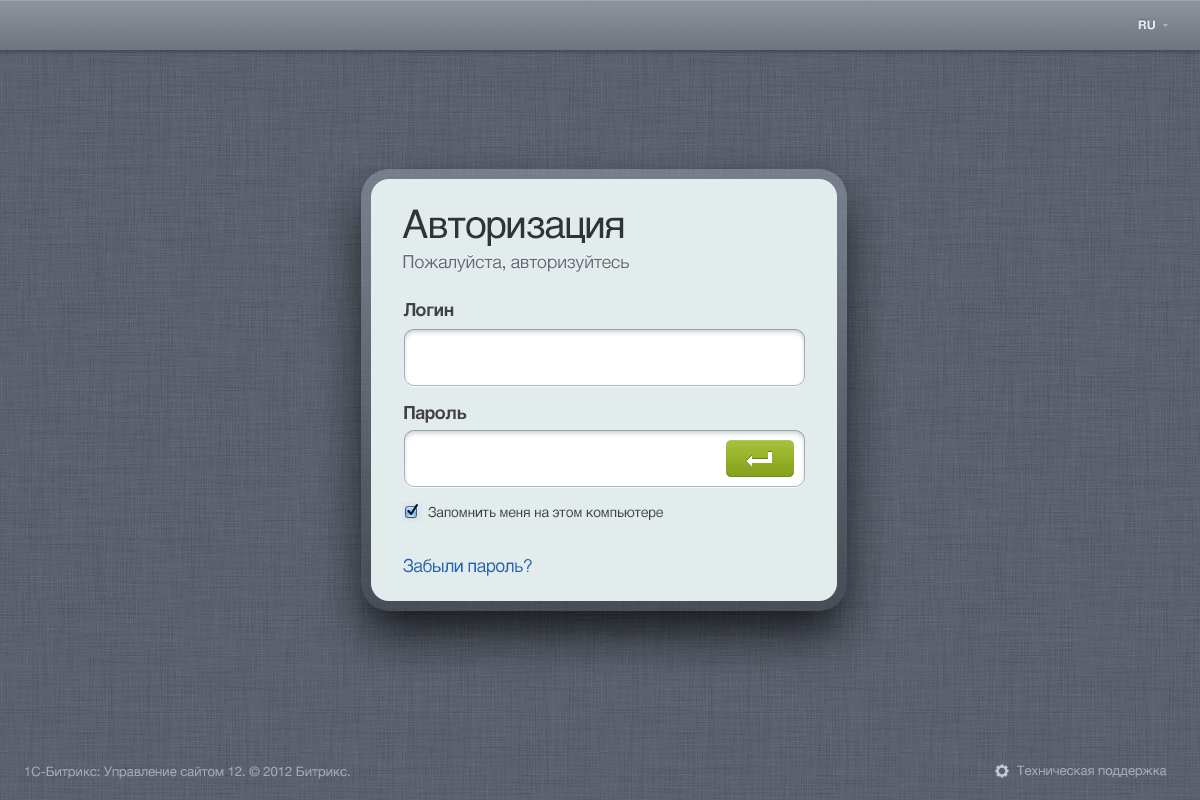 RU
Авторизация
Пожалуйста, авторизуйтесь
Логин
Пароль
Запомнить меня на этом компьютере
Забыли пароль?
1С-Битрикс: Управление сайтом 12. © 2012 Битрикс.
Техническая поддержка